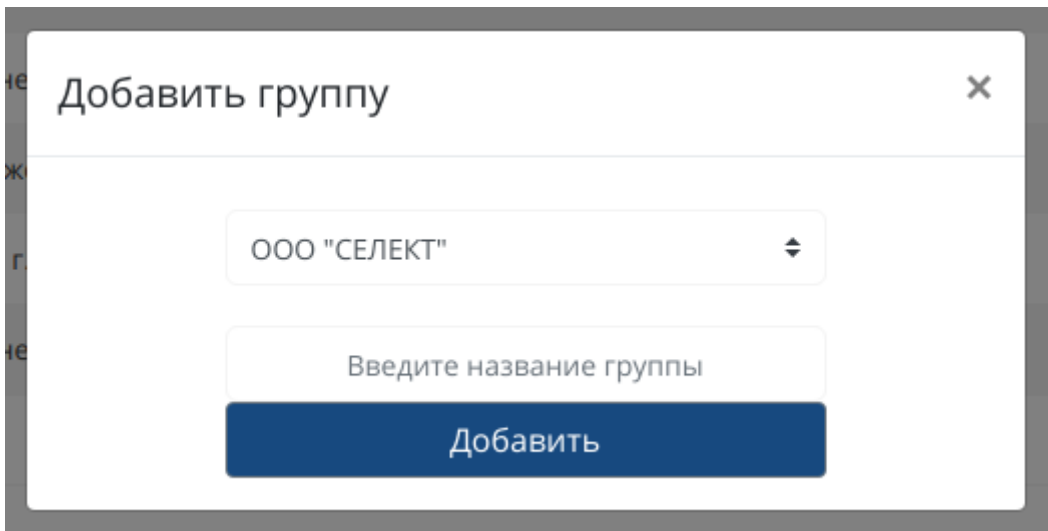 Добавить группу
×
ООО "СЕЛЕКТ"
Введите название группы
Добавить